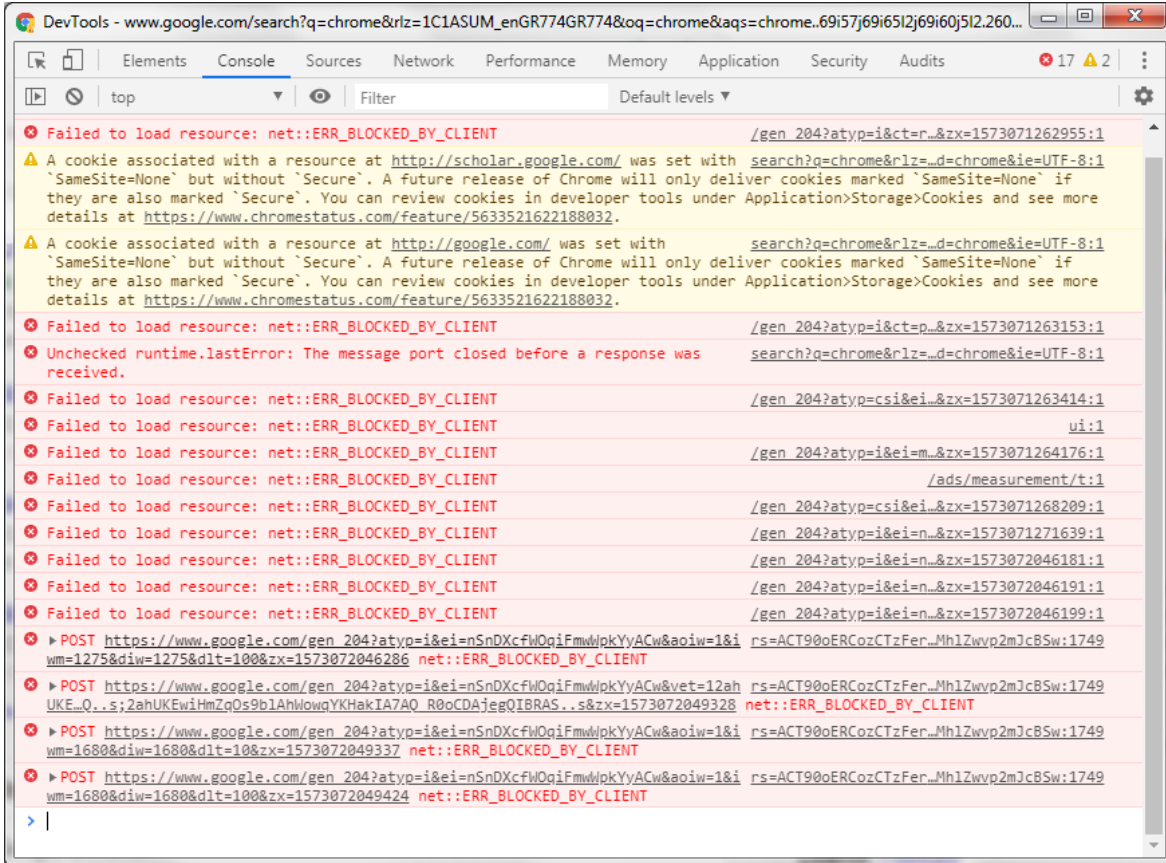 DevTools - www.google.com/search?q=chrome&rlz=1C1ASUM_enGR774GR774&oq=chrome&aqs=chrome..69i57j69i65l2j69i60j5l2.260...
Elements Console Sources Network Performance Memory Application Security Audits 17 2
top Filter Default levels
Failed to load resource: net::ERR_BLOCKED_BY_CLIENT /gen_204?atyp=i&ct=r…&zx=1573071262955:1
A cookie associated with a resource at http://scholar.google.com/ was set with search?q=chrome&rlz=…d=chrome&ie=UTF-8:1
`SameSite=None` but without `Secure`. A future release of Chrome will only deliver cookies marked `SameSite=None` if
they are also marked `Secure`. You can review cookies in developer tools under Application>Storage>Cookies and see more
details at https://www.chromestatus.com/feature/5633521622188032.
A cookie associated with a resource at http://google.com/ was set with search?q=chrome&rlz=…d=chrome&ie=UTF-8:1
`SameSite=None` but without `Secure`. A future release of Chrome will only deliver cookies marked `SameSite=None` if
they are also marked `Secure`. You can review cookies in developer tools under Application>Storage>Cookies and see more
details at https://www.chromestatus.com/feature/5633521622188032.
Failed to load resource: net::ERR_BLOCKED_BY_CLIENT /gen_204?atyp=i&ct=p…&zx=1573071263153:1
Unchecked runtime.lastError: The message port closed before a response was search?q=chrome&rlz=…d=chrome&ie=UTF-8:1
received.
Failed to load resource: net::ERR_BLOCKED_BY_CLIENT /gen_204?atyp=csi&ei…&zx=1573071263414:1
Failed to load resource: net::ERR_BLOCKED_BY_CLIENT ui:1
Failed to load resource: net::ERR_BLOCKED_BY_CLIENT /gen_204?atyp=i&ei=m…&zx=1573071264176:1
Failed to load resource: net::ERR_BLOCKED_BY_CLIENT /ads/measurement/t:1
Failed to load resource: net::ERR_BLOCKED_BY_CLIENT /gen_204?atyp=csi&ei…&zx=1573071268209:1
Failed to load resource: net::ERR_BLOCKED_BY_CLIENT /gen_204?atyp=i&ei=n…&zx=1573071271639:1
Failed to load resource: net::ERR_BLOCKED_BY_CLIENT /gen_204?atyp=i&ei=n…&zx=1573072046181:1
Failed to load resource: net::ERR_BLOCKED_BY_CLIENT /gen_204?atyp=i&ei=n…&zx=1573072046191:1
Failed to load resource: net::ERR_BLOCKED_BY_CLIENT /gen_204?atyp=i&ei=n…&zx=1573072046199:1
POST https://www.google.com/gen_204?atyp=i&ei=nSnDXcfWOqiFmwWpkYyACw&aoiw=1&i rs=ACT90oERCozCTzFer…MhlZwvp2mJcBSw:1749
wm=1275&diw=1275&dlt=100&zx=1573072046286 net::ERR_BLOCKED_BY_CLIENT
POST https://www.google.com/gen_204?atyp=i&ei=nSnDXcfWOqiFmwWpkYyACw&vet=12ah rs=ACT90oERCozCTzFer…MhlZwvp2mJcBSw:1749
UKE…Q..s;2ahUKEwiHmZqOs9blAhWowqYKHakIA7AQ_R0oCDAjegQIBRAS..s&zx=1573072049328 net::ERR_BLOCKED_BY_CLIENT
POST https://www.google.com/gen_204?atyp=i&ei=nSnDXcfWOqiFmwWpkYyACw&aoiw=1&i rs=ACT90oERCozCTzFer…MhlZwvp2mJcBSw:1749
wm=1680&diw=1680&dlt=10&zx=1573072049337 net::ERR_BLOCKED_BY_CLIENT
POST https://www.google.com/gen_204?atyp=i&ei=nSnDXcfWOqiFmwWpkYyACw&aoiw=1&i rs=ACT90oERCozCTzFer…MhlZwvp2mJcBSw:1749
wm=1680&diw=1680&dlt=100&zx=1573072049424 net::ERR_BLOCKED_BY_CLIENT